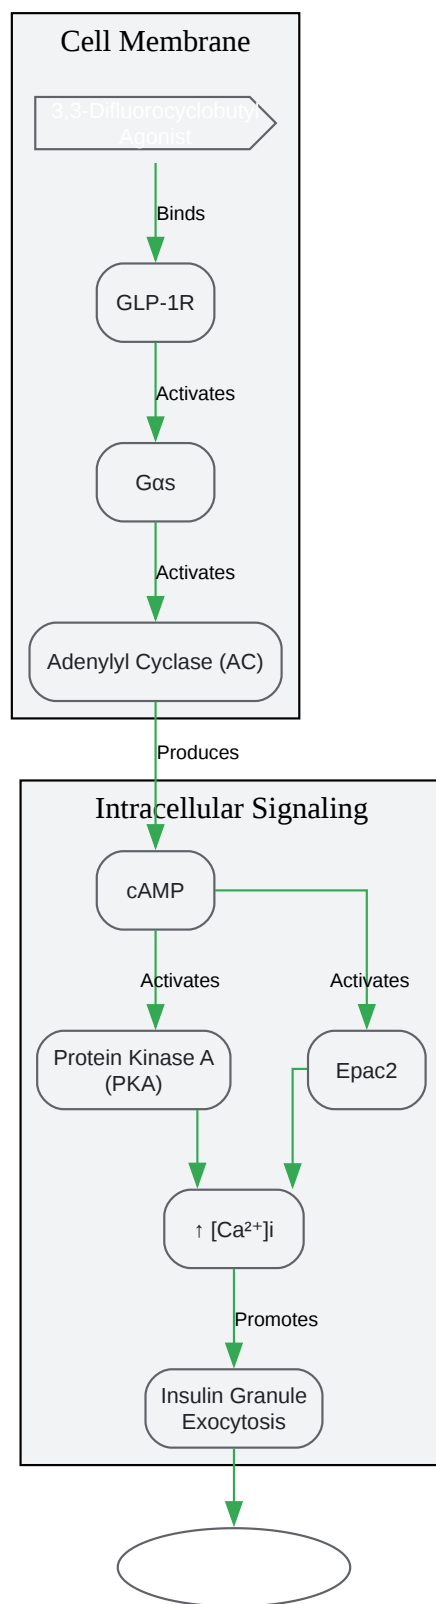 Cell Membrane
3,3-Difluorocyclobutyl
Agonist
Binds
GLP-1R
Activates
Gαs
Activates
Adenylyl Cyclase (AC)
Produces
Intracellular Signaling
cAMP
Activates
Activates
Protein Kinase A
(PKA)
Epac2
↑ [Ca²⁺]i
Promotes
Insulin Granule
Exocytosis